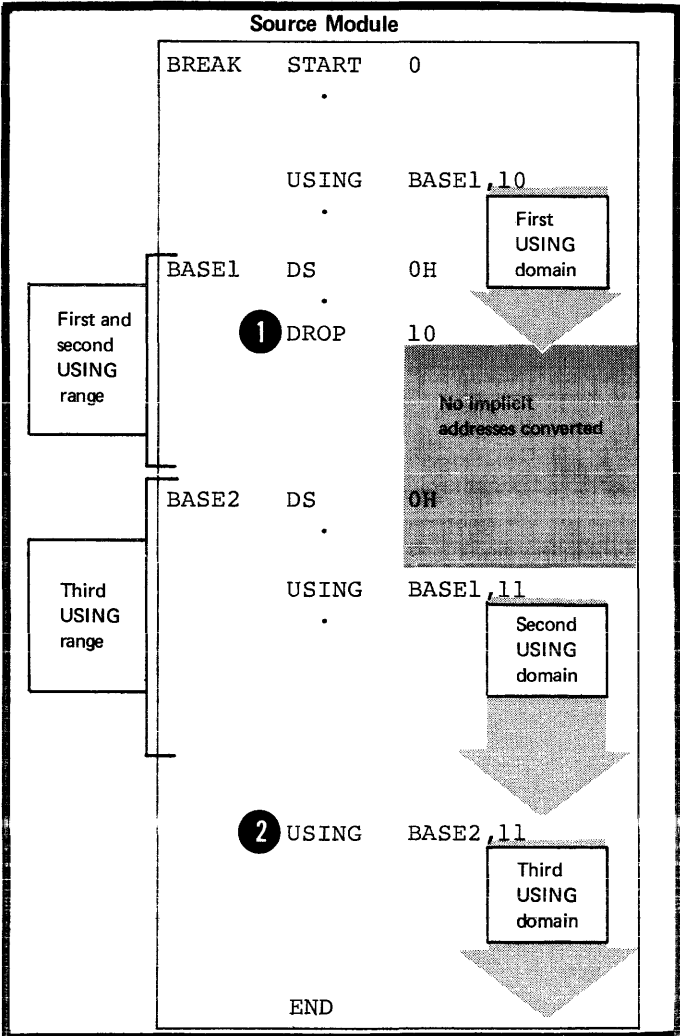 Source Module
BREAK START 0
.
USING BASE1,10
.
First
USING
domain
BASE1 DS 0H
.
First and
second
USING
range
1 DROP 10
No implicit
addresses converted
BASE2 DS 0H
.
Third
USING
range
USING BASE1,11
.
Second
USING
domain
2 USING BASE2,11
Third
USING
domain
END